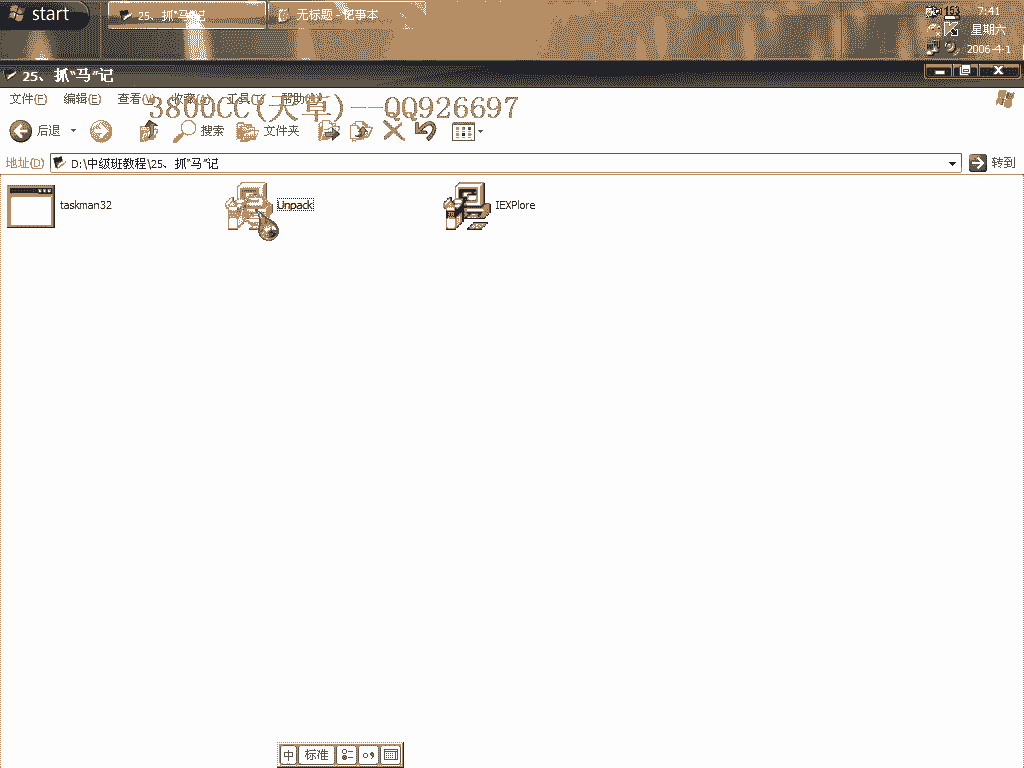 start
25、抓"马"记
无标题 - 记事本
163
7:41
星期六
2006-4-1
25、抓"马"记
文件(F) 编辑(E) 查看(V) 收藏(A) 工具(T) 帮助(H)
3800CC(天草)--QQ926697
后退 搜索 文件夹
地址(D) D:\中级班教程\25、抓"马"记 转到
taskman32 Unpack IEXPlore
中 标准